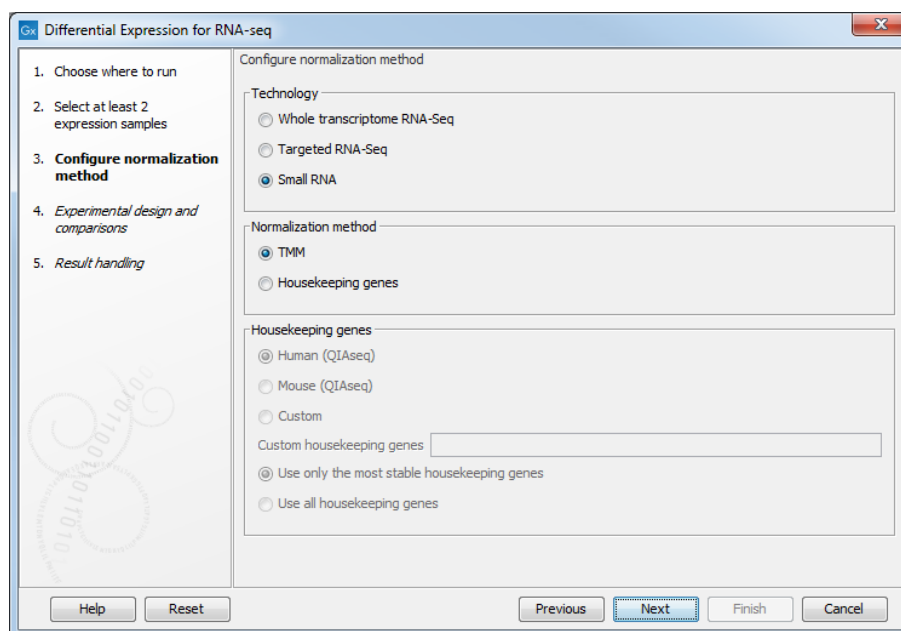 Gx Differential Expression for RNA-seq
1. Choose where to run
2. Select at least 2
expression samples
3. Configure normalization
method
4. Experimental design and
comparisons
5. Result handling
Configure normalization method
Technology
Whole transcriptome RNA-Seq
Targeted RNA-Seq
Small RNA
Normalization method
TMM
Housekeeping genes
Housekeeping genes
Human (QIAseq)
Mouse (QIAseq)
Custom
Custom housekeeping genes
Use only the most stable housekeeping genes
Use all housekeeping genes
Help
Reset
Previous
Next
Finish
Cancel